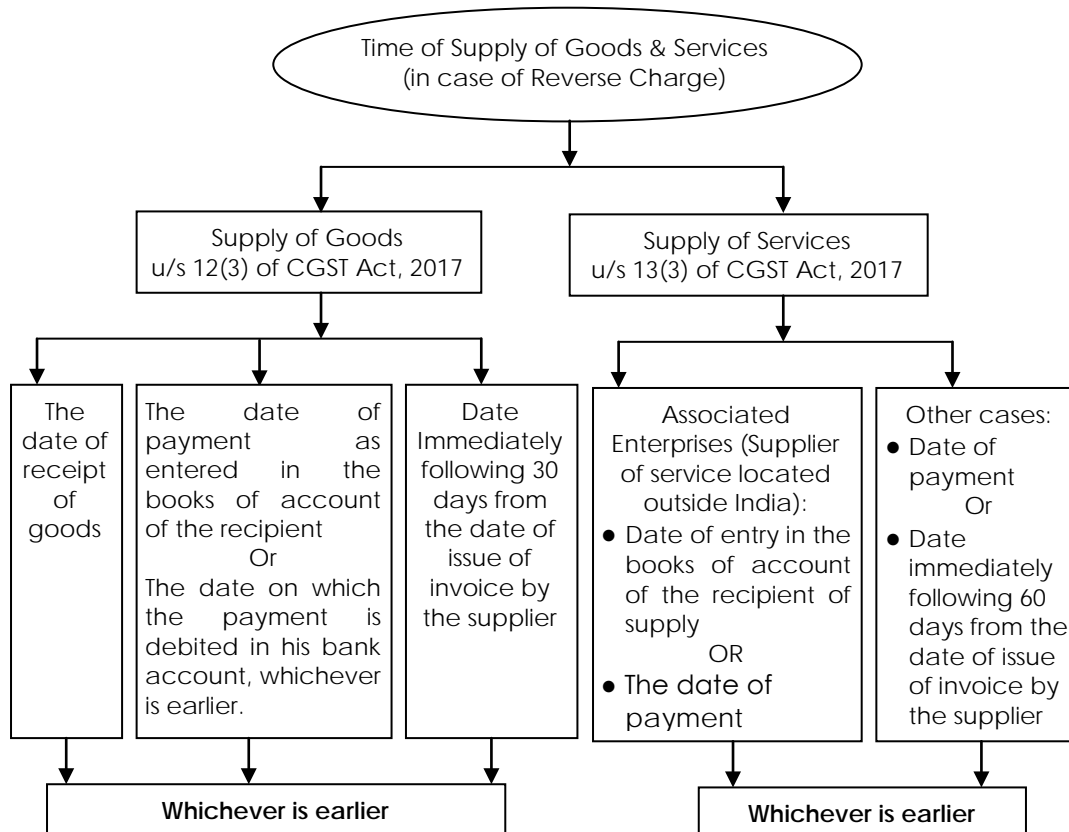 Time of Supply of Goods & Services
(in case of Reverse Charge)
Supply of Goods
u/s 12(3) of CGST Act, 2017
Supply of Services
u/s 13(3) of CGST Act, 2017
The
date of
receipt
of
goods
The date of
payment as
entered in the
books of account
of the recipient
Or
The date on which
the payment is
debited in his bank
account, whichever
is earlier.
Date
Immediately
following 30
days from
the date of
issue of
invoice by
the supplier
Associated
Enterprises (Supplier
of service located
outside India):
● Date of entry in the
books of account
of the recipient of
supply
OR
● The date of
payment
Other cases:
● Date of
payment
Or
● Date
immediately
following 60
days from the
date of issue
of invoice by
the supplier
Whichever is earlier
Whichever is earlier